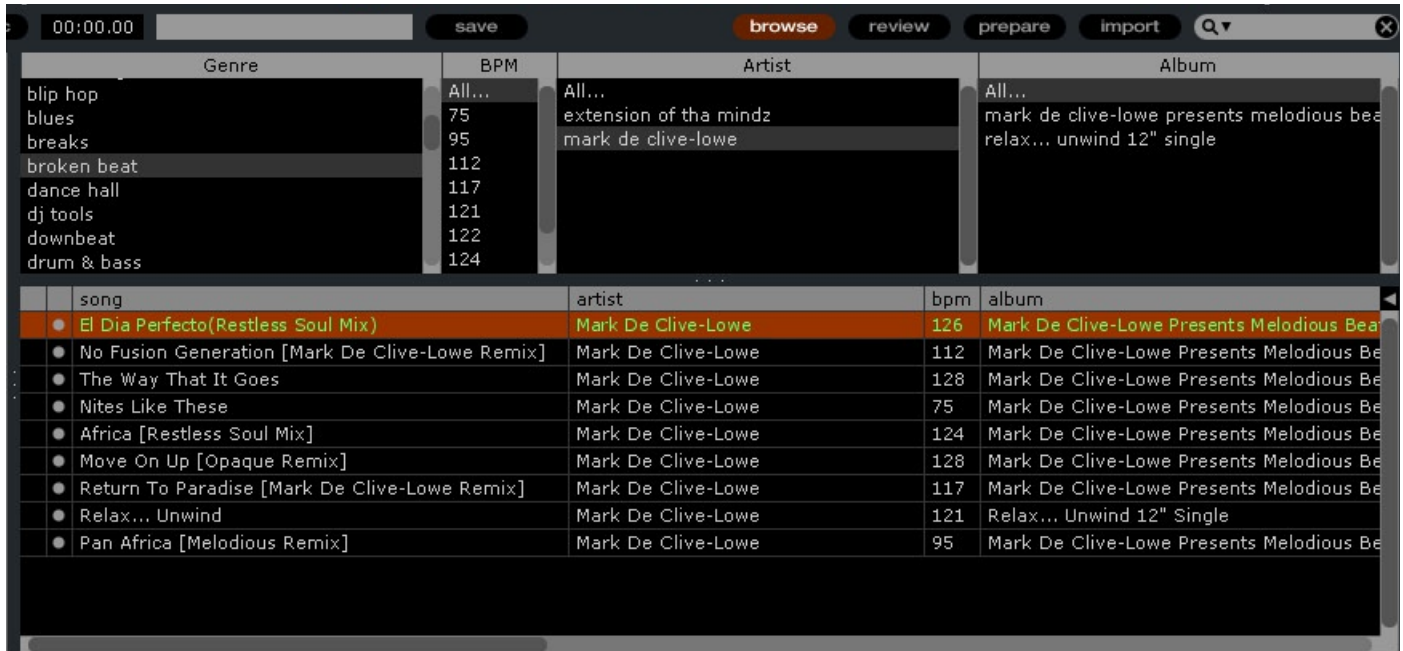 00:00.00 save browse review prepare import
Genre BPM Artist Album
blip hop All... All... All...
blues 75 extension of tha mindz mark de clive-lowe presents melodious bea
breaks 95 mark de clive-lowe relax... unwind 12" single
broken beat 112
dance hall 117
dj tools 121
downbeat 122
drum & bass 124
song artist bpm album
El Dia Perfecto(Restless Soul Mix) Mark De Clive-Lowe 126 Mark De Clive-Lowe Presents Melodious Bea
No Fusion Generation [Mark De Clive-Lowe Remix] Mark De Clive-Lowe 112 Mark De Clive-Lowe Presents Melodious Be
The Way That It Goes Mark De Clive-Lowe 128 Mark De Clive-Lowe Presents Melodious Be
Nites Like These Mark De Clive-Lowe 75 Mark De Clive-Lowe Presents Melodious Be
Africa [Restless Soul Mix] Mark De Clive-Lowe 124 Mark De Clive-Lowe Presents Melodious Be
Move On Up [Opaque Remix] Mark De Clive-Lowe 128 Mark De Clive-Lowe Presents Melodious Be
Return To Paradise [Mark De Clive-Lowe Remix] Mark De Clive-Lowe 117 Mark De Clive-Lowe Presents Melodious Be
Relax... Unwind Mark De Clive-Lowe 121 Relax... Unwind 12" Single
Pan Africa [Melodious Remix] Mark De Clive-Lowe 95 Mark De Clive-Lowe Presents Melodious Be